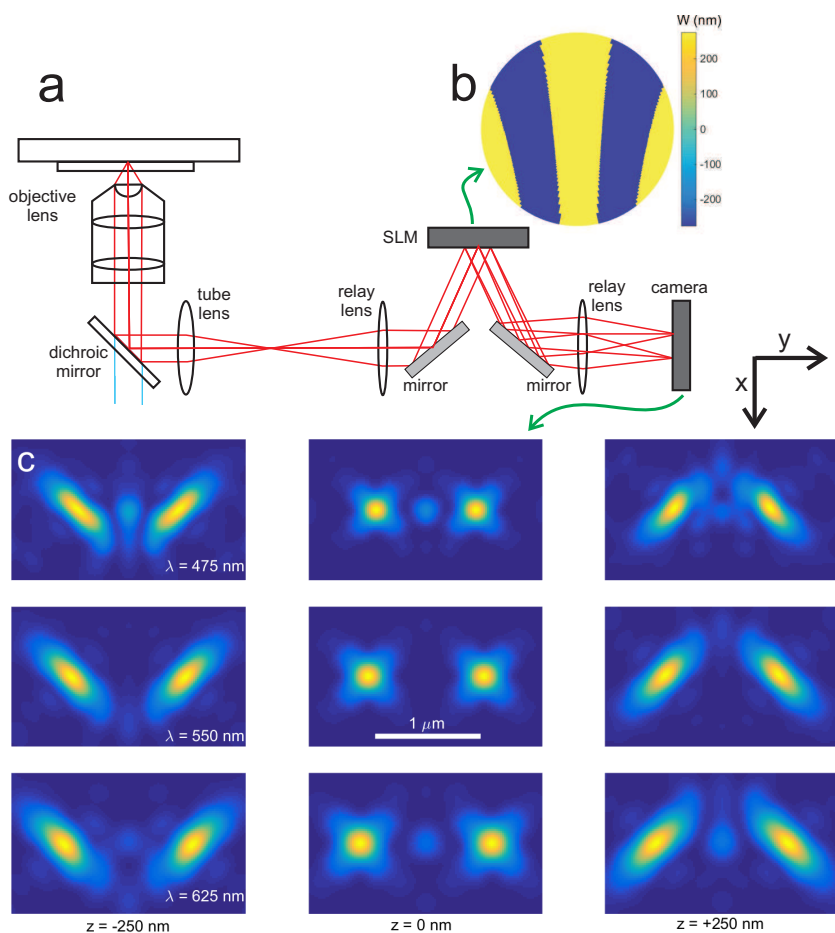 a
b
W (nm)
200
100
0
-100
-200
objective
lens
SLM
tube
lens
relay
lens
relay
lens
camera
dichroic
mirror
mirror
mirror
y
x
c
λ = 475 nm
λ = 550 nm
1 μm
λ = 625 nm
z = -250 nm
z = 0 nm
z = +250 nm